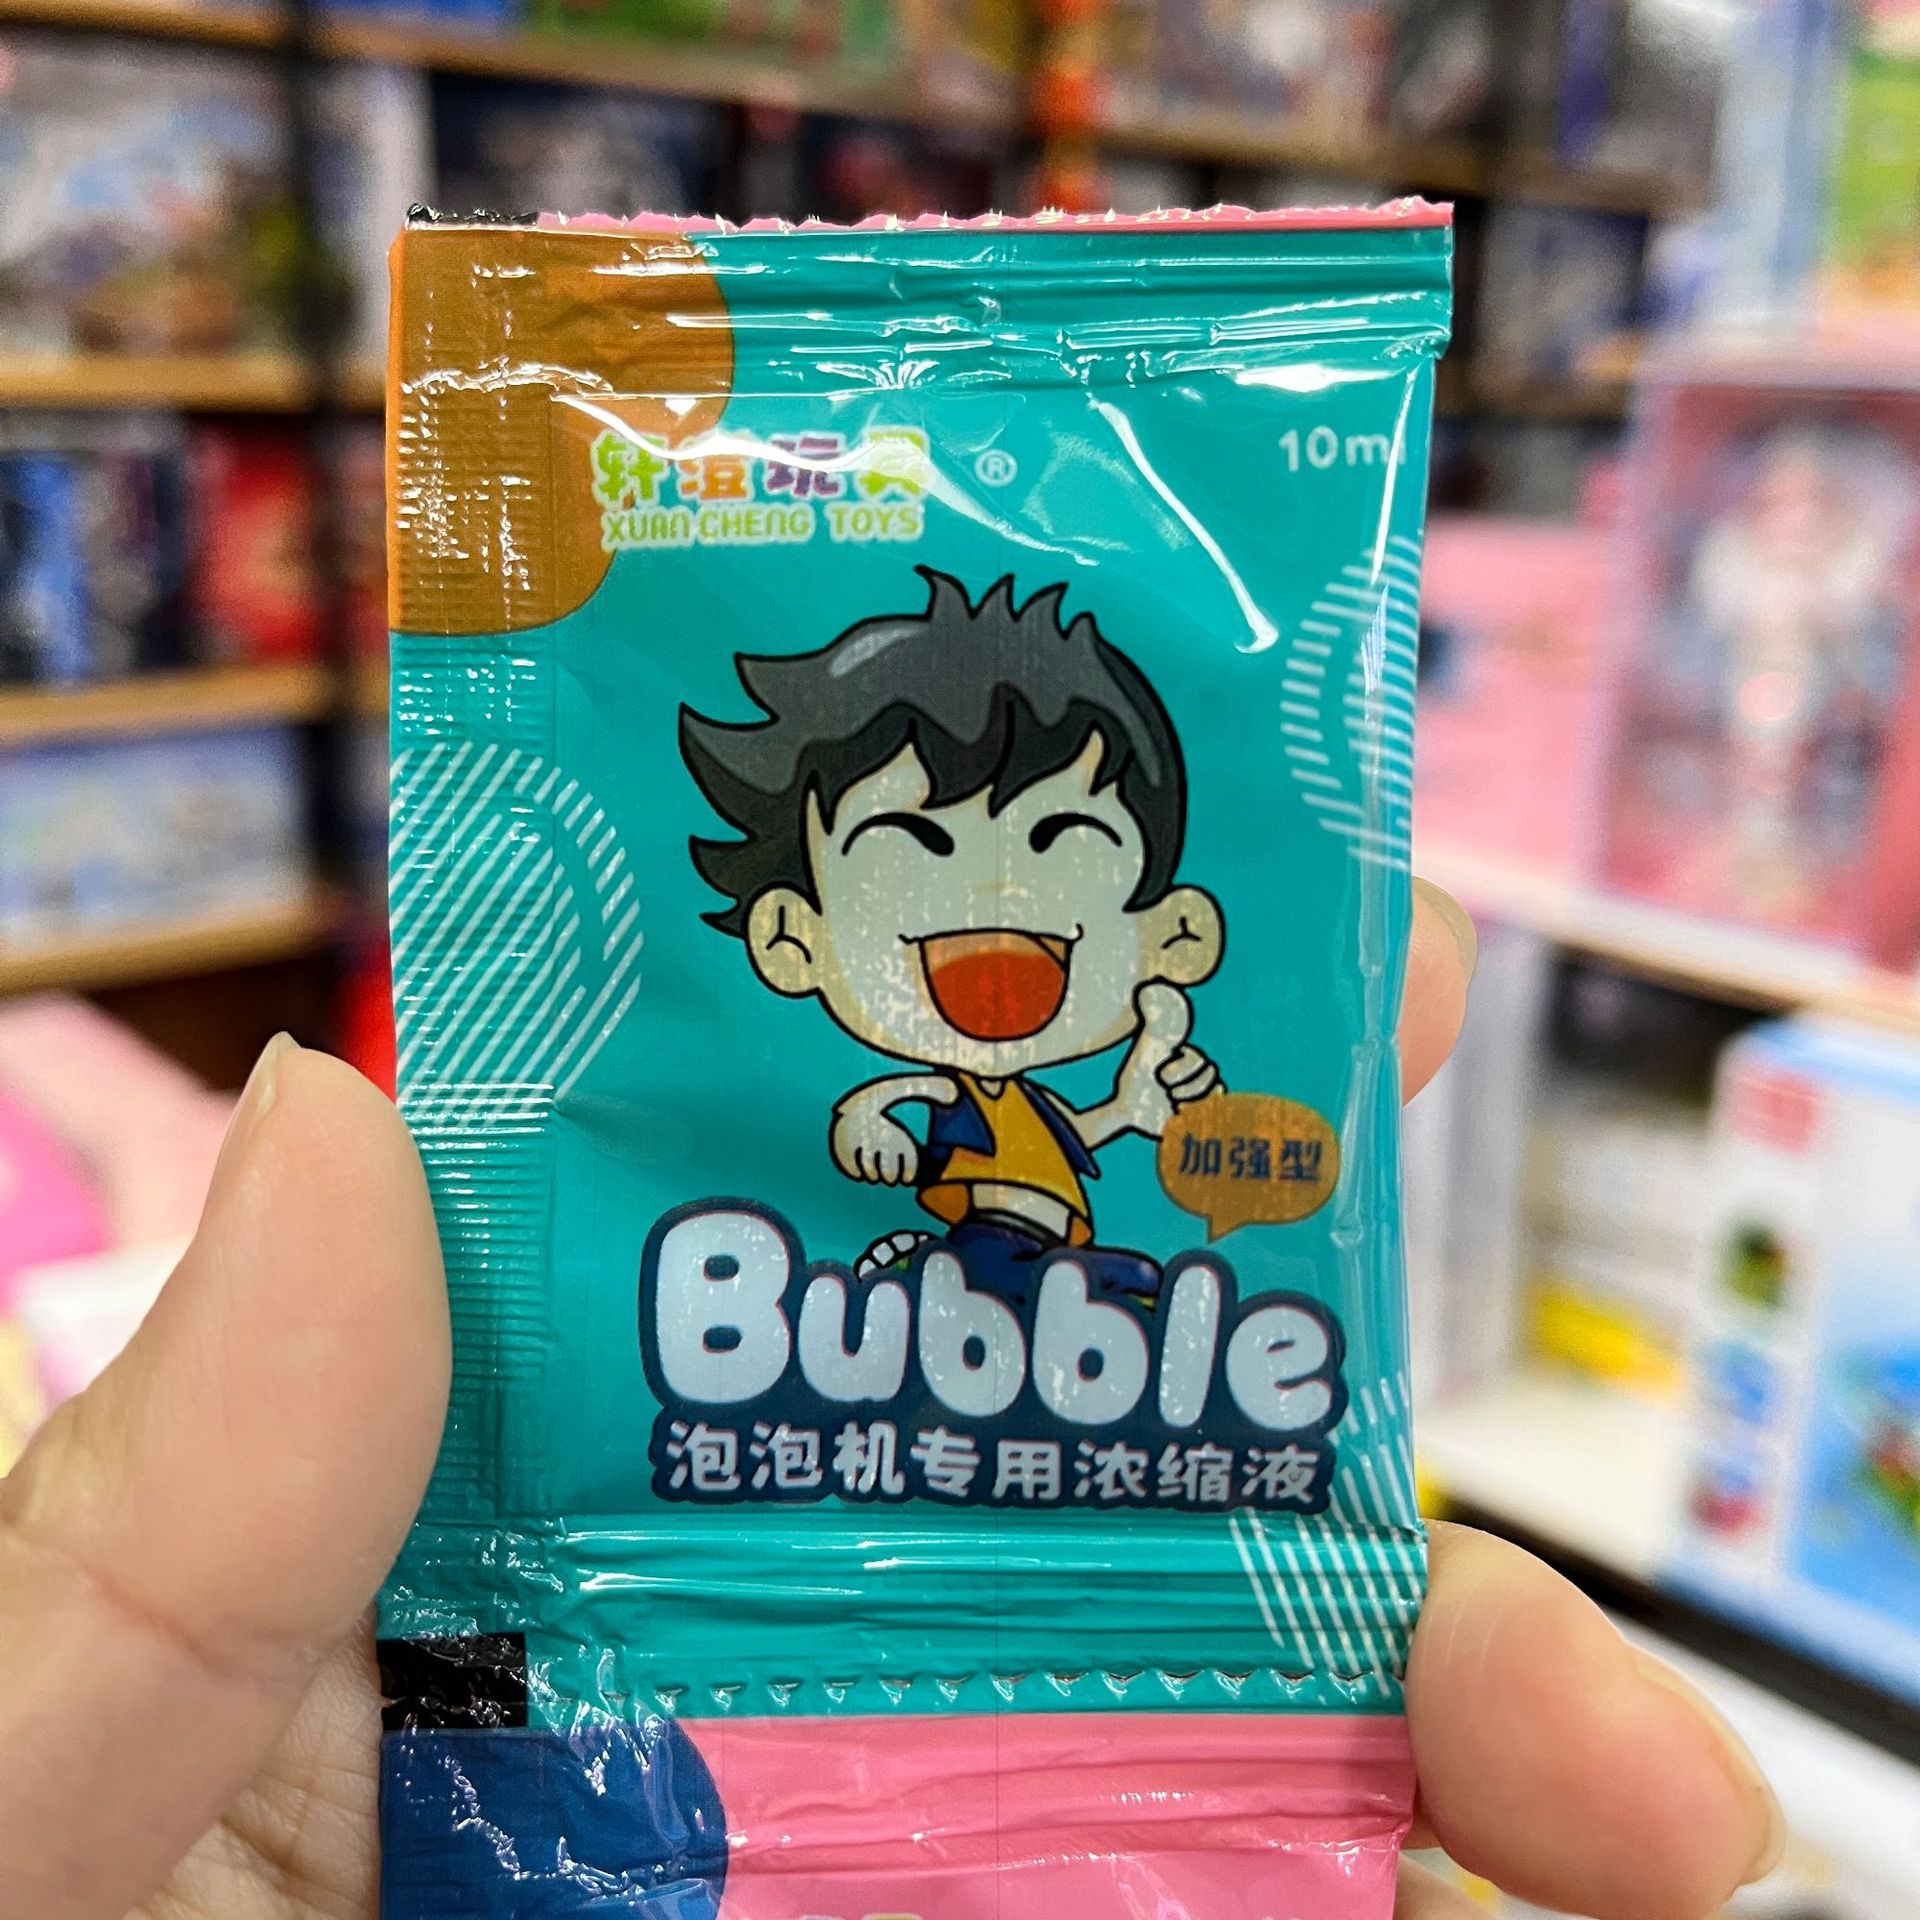 轩澄玩具 ®
XUAN CHENG TOYS
10ml
加强型
Bubble
泡泡机专用浓缩液